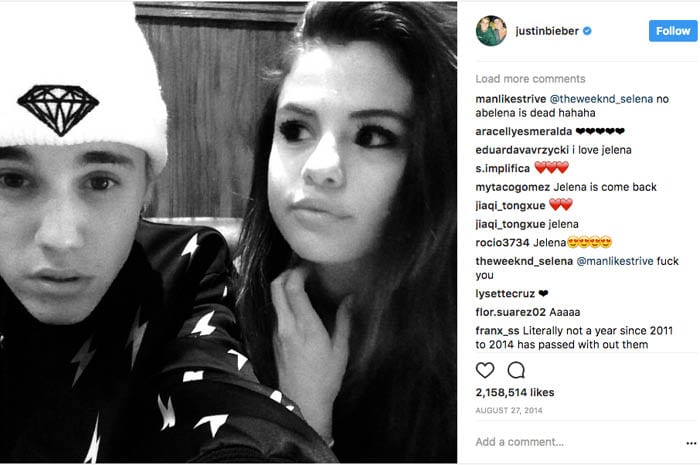 justinbieber
Follow
Load more comments
manlikestrive @theweeknd_selena no
abelena is dead hahaha
aracellyesmeralda ❤❤❤❤❤
eduardavavrzycki i love jelena
s.implifica ❤️❤️❤️
mytacogomez Jelena is come back
jiaqi_tongxue ❤️❤️
jiaqi_tongxue jelena
rocio3734 Jelena😍😍😍😍
theweeknd_selena @manlikestrive fuck
you
lysettecruz ❤
flor.suarez02 Aaaaa
franx_ss Literally not a year since 2011
to 2014 has passed with out them
2,158,514 likes
AUGUST 27, 2014
Add a comment...